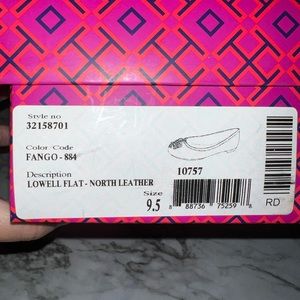 Style no
32158701
Color Code
FANGO - 884
10757
Description
LOWELL FLAT - NORTH LEATHER
Size
9.5
8 88736 75259 8
RD